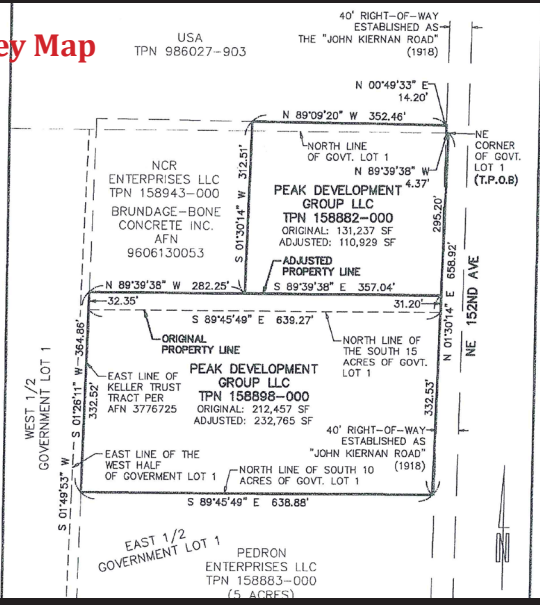 ey Map
USA
TPN 986027-903
40' RIGHT-OF-WAY
ESTABLISHED AS
THE "JOHN KIERNAN ROAD"
(1918)
N 00°49'33" E
14.20'
N 89°09'20" W 352.46'
NORTH LINE
OF GOVT. LOT 1
N 89°39'38" W
4.37'
NE
CORNER
OF GOVT.
LOT 1
(T.P.O.B)
NCR
ENTERPRISES LLC
TPN 158943-000
BRUNDAGE-BONE
CONCRETE INC.
AFN
9606130053
S 01°30'14" W 312.51'
PEAK DEVELOPMENT
GROUP LLC
TPN 158882-000
ORIGINAL: 131,237 SF
ADJUSTED: 110,929 SF
295.20'
N 01°30'14" E 658.92'
NE 152ND AVE
ADJUSTED
PROPERTY LINE
N 89°39'38" W 282.25'
S 89°39'38" E 357.04'
32.35'
31.20'
S 89°45'49" E 639.27'
ORIGINAL
PROPERTY LINE
NORTH LINE OF
THE SOUTH 15
ACRES OF GOVT.
LOT 1
WEST 1/2
GOVERNMENT LOT 1
S 01°26'11" W 364.86'
332.52'
EAST LINE OF
KELLER TRUST
TRACT PER
AFN 3776725
PEAK DEVELOPMENT
GROUP LLC
TPN 158898-000
ORIGINAL: 212,457 SF
ADJUSTED: 232,765 SF
332.53'
40' RIGHT-OF-WAY
ESTABLISHED AS
"JOHN KIERNAN ROAD"
(1918)
S 01°49'53" W
EAST LINE OF THE
WEST HALF
OF GOVERMENT LOT 1
NORTH LINE OF SOUTH 10
ACRES OF GOVT. LOT 1
S 89°45'49" E 638.88'
EAST 1/2
GOVERNMENT LOT 1
PEDRON
ENTERPRISES LLC
TPN 158883-000
(5 ACRES)
N